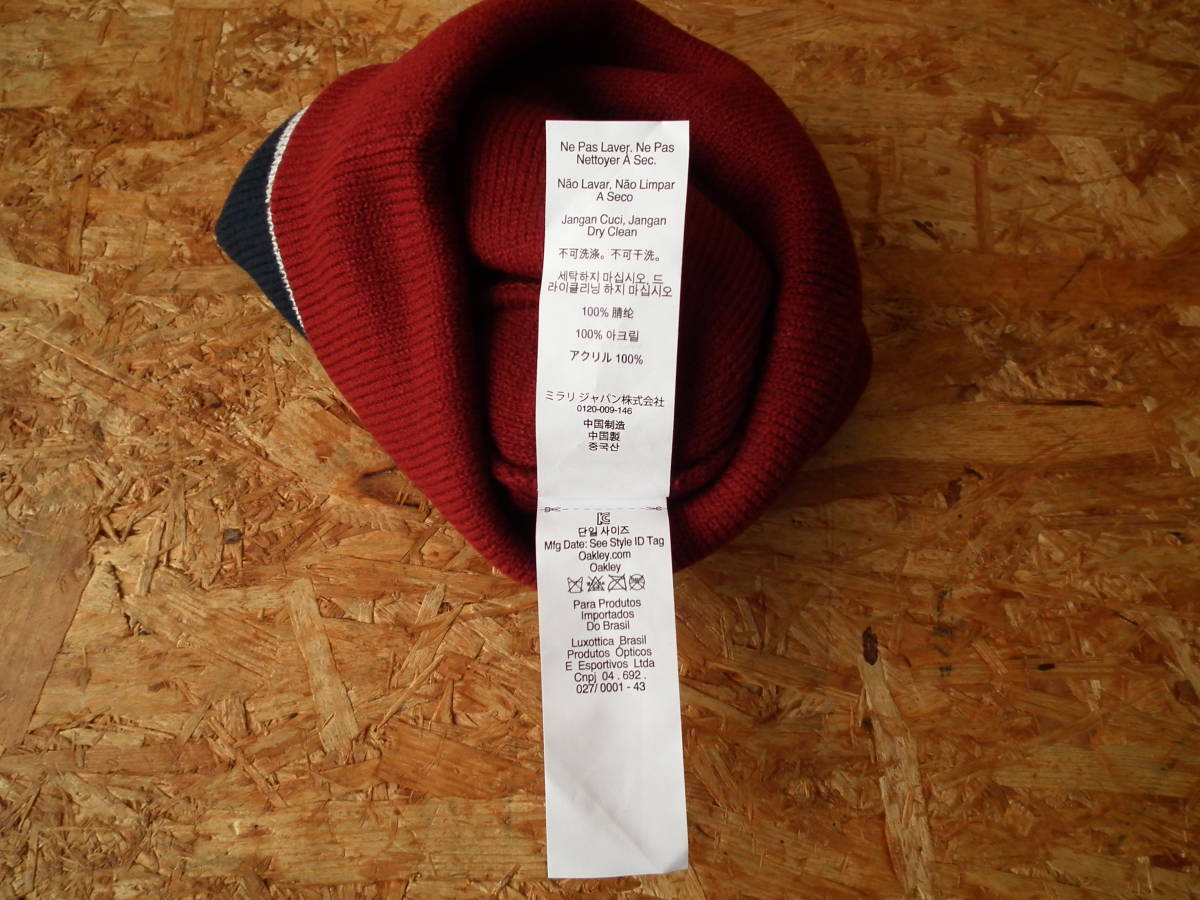 Ne Pas Laver. Ne Pas
Nettoyer À Sec.
Não Lavar, Não Limpar
A Seco
Jangan Cuci, Jangan
Dry Clean
不可洗涤。不可干洗。
세탁하지 마십시오, 드
라이클리닝 하지 마십시오
100% 腈纶
100% 아크릴
アクリル 100%
ミラリ ジャパン株式会社
0120-009-146
中国制造
中国製
중국산
단일 사이즈
Mfg Date: See Style ID Tag
Oakley.com
Oakley
Para Produtos
Importados
Do Brasil
Luxottica Brasil
Produtos Ópticos
E Esportivos Ltda
Cnpj 04 . 692 .
027/ 0001 - 43